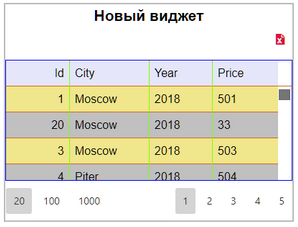 Новый виджет
Id City Year Price
1 Moscow 2018 501
20 Moscow 2018 33
3 Moscow 2018 503
4 Piter 2018 504
20 100 1000 1 2 3 4 5